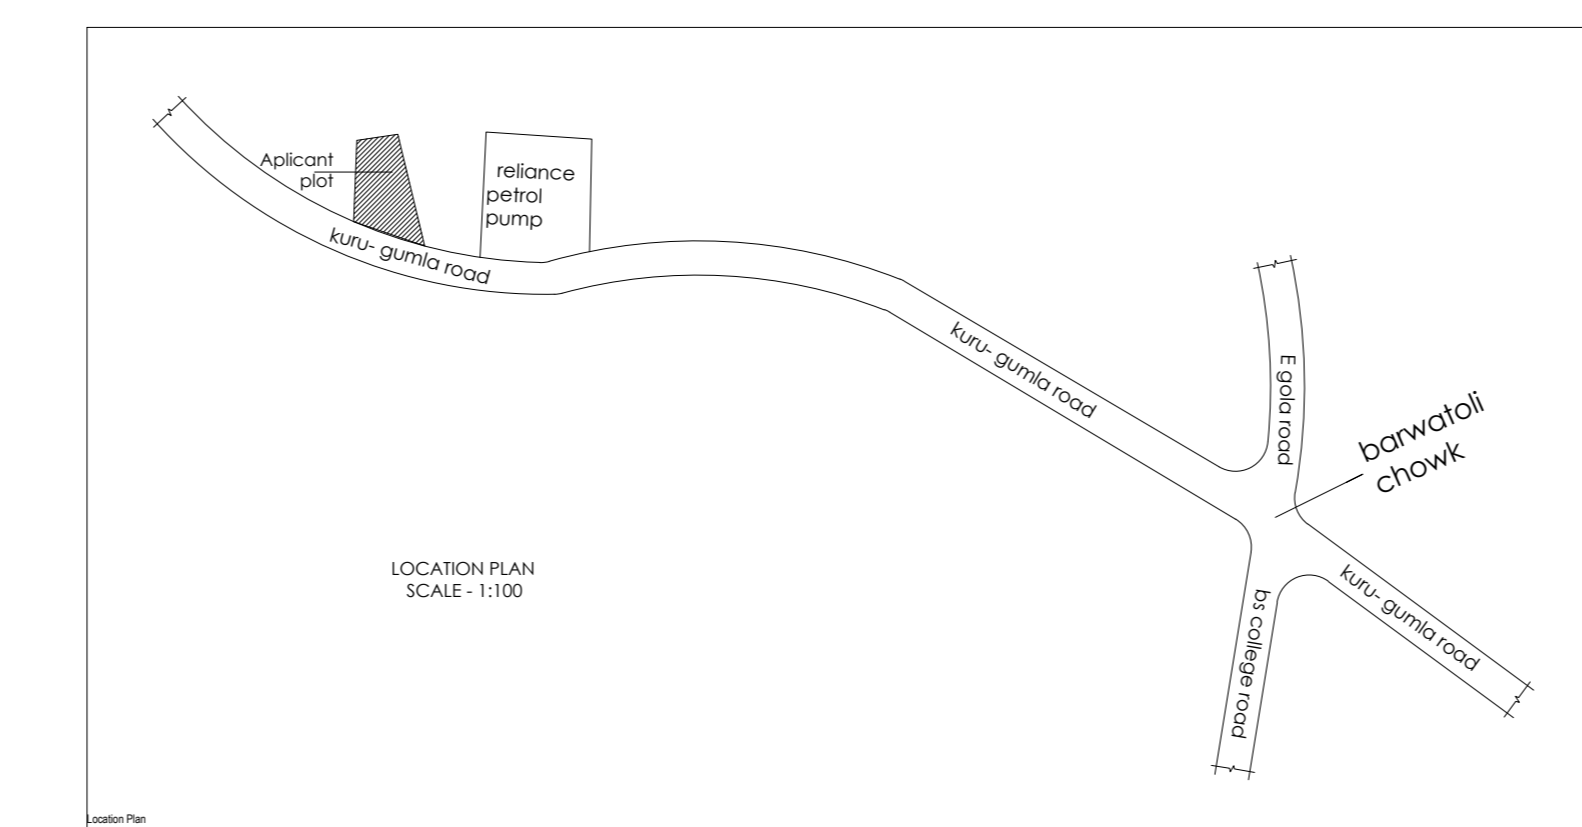 Aplicant
plot
reliance
petrol
pump
kuru- gumla road
kuru- gumla road
E gola road
barwatoli
chowk
LOCATION PLAN
SCALE - 1:100
kuru- gumla road
bs college road
Location Plan